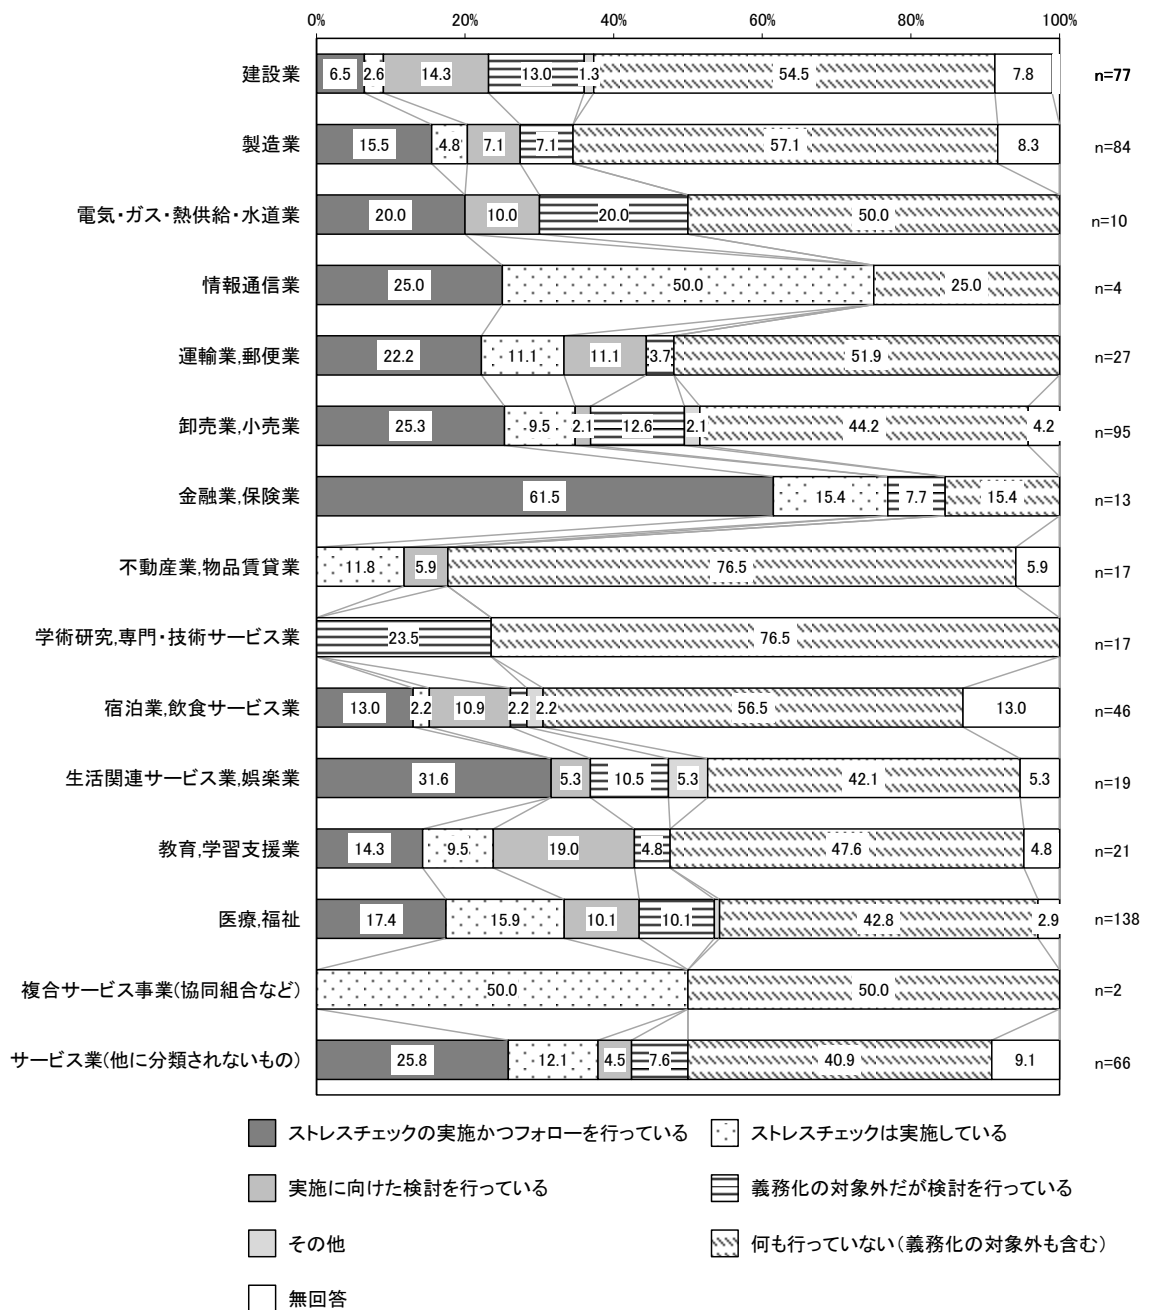 0% 20% 40% 60% 80% 100%
建設業 6.5 2.6 14.3 13.0 1.3 54.5 7.8 n=77
製造業 15.5 4.8 7.1 7.1 57.1 8.3 n=84
電気・ガス・熱供給・水道業 20.0 10.0 20.0 50.0 n=10
情報通信業 25.0 50.0 25.0 n=4
運輸業,郵便業 22.2 11.1 11.1 3.7 51.9 n=27
卸売業,小売業 25.3 9.5 2.1 12.6 2.1 44.2 4.2 n=95
金融業,保険業 61.5 15.4 7.7 15.4 n=13
不動産業,物品賃貸業 11.8 5.9 76.5 5.9 n=17
学術研究,専門・技術サービス業 23.5 76.5 n=17
宿泊業,飲食サービス業 13.0 2.2 10.9 2.2 2.2 56.5 13.0 n=46
生活関連サービス業,娯楽業 31.6 5.3 10.5 5.3 42.1 5.3 n=19
教育,学習支援業 14.3 9.5 19.0 4.8 47.6 4.8 n=21
医療,福祉 17.4 15.9 10.1 10.1 42.8 2.9 n=138
複合サービス事業(協同組合など) 50.0 50.0 n=2
サービス業(他に分類されないもの) 25.8 12.1 4.5 7.6 40.9 9.1 n=66
ストレスチェックの実施かつフォローを行っている ストレスチェックは実施している
実施に向けた検討を行っている 義務化の対象外だが検討を行っている
その他 何も行っていない(義務化の対象外も含む)
無回答